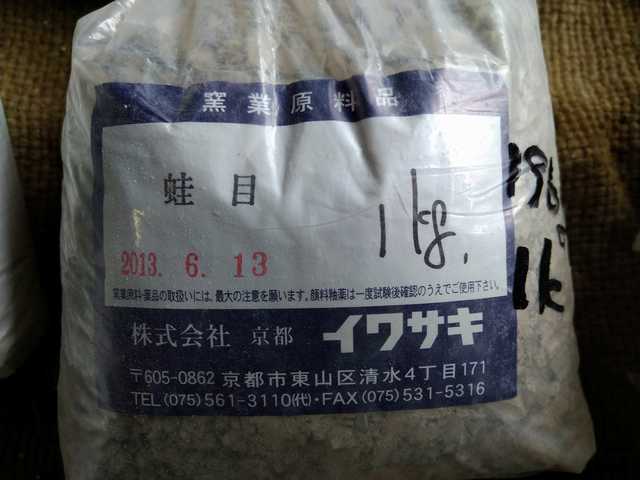 窯業原料品
蛙目
1kg.
2013. 6. 13
窯業原料・薬品の取扱いには、最大の注意を願います。顔料釉薬は一度試験後確認のうえでご使用下さい。
株式会社 京都 イワサキ
〒605-0862 京都市東山区清水4丁目171
TEL(075)561-3110(代)・FAX(075)531-5316
1k